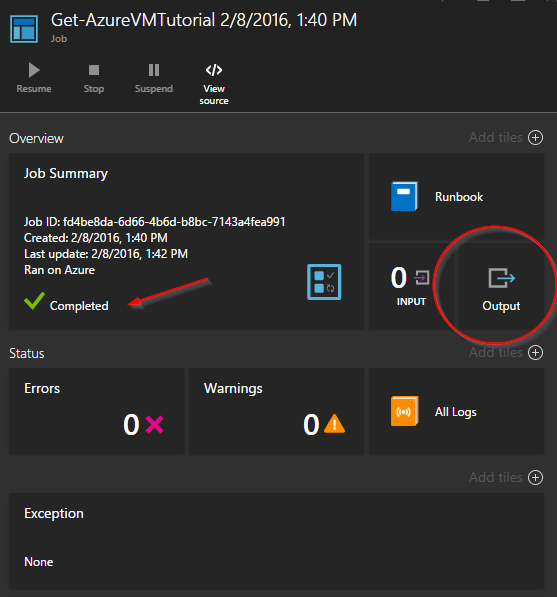 Get-AzureVMTutorial 2/8/2016, 1:40 PM
Job
Resume
Stop
Suspend
View
source
Overview
Add tiles
Job Summary
Job ID: fd4be8da-6d66-4b6d-b8bc-7143a4fea991
Created: 2/8/2016, 1:40 PM
Last update: 2/8/2016, 1:42 PM
Ran on Azure
Completed
Runbook
0
INPUT
Output
Status
Add tiles
Errors
0
Warnings
0
All Logs
Add tiles
Exception
None